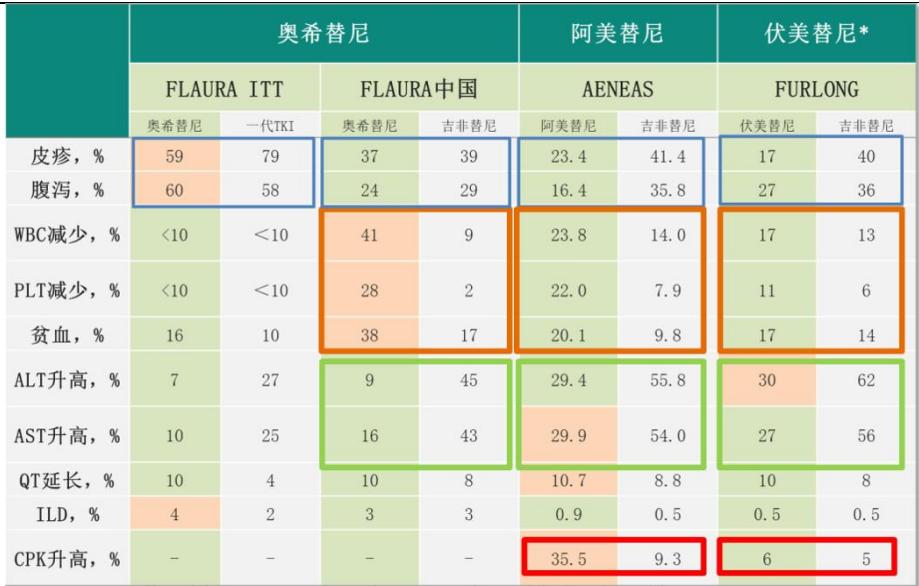 奥希替尼 阿美替尼 伏美替尼*
FLAURA ITT FLAURA中国 AENEAS FURLONG
奥希替尼 一代TKI 奥希替尼 吉非替尼 阿美替尼 吉非替尼 伏美替尼 吉非替尼
皮疹，% 59 79 37 39 23.4 41.4 17 40
腹泻，% 60 58 24 29 16.4 35.8 27 36
WBC减少，% <10 ＜10 41 9 23.8 14.0 17 13
PLT减少，% <10 ＜10 28 2 22.0 7.9 11 6
贫血，% 16 10 38 17 20.1 9.8 17 14
ALT升高，% 7 27 9 45 29.4 55.8 30 62
AST升高，% 10 25 16 43 29.9 54.0 27 56
QT延长，% 10 4 10 8 10.7 8.8 10 8
ILD，% 4 2 3 3 0.9 0.5 0.5 0.5
CPK升高，% － － － － 35.5 9.3 6 5